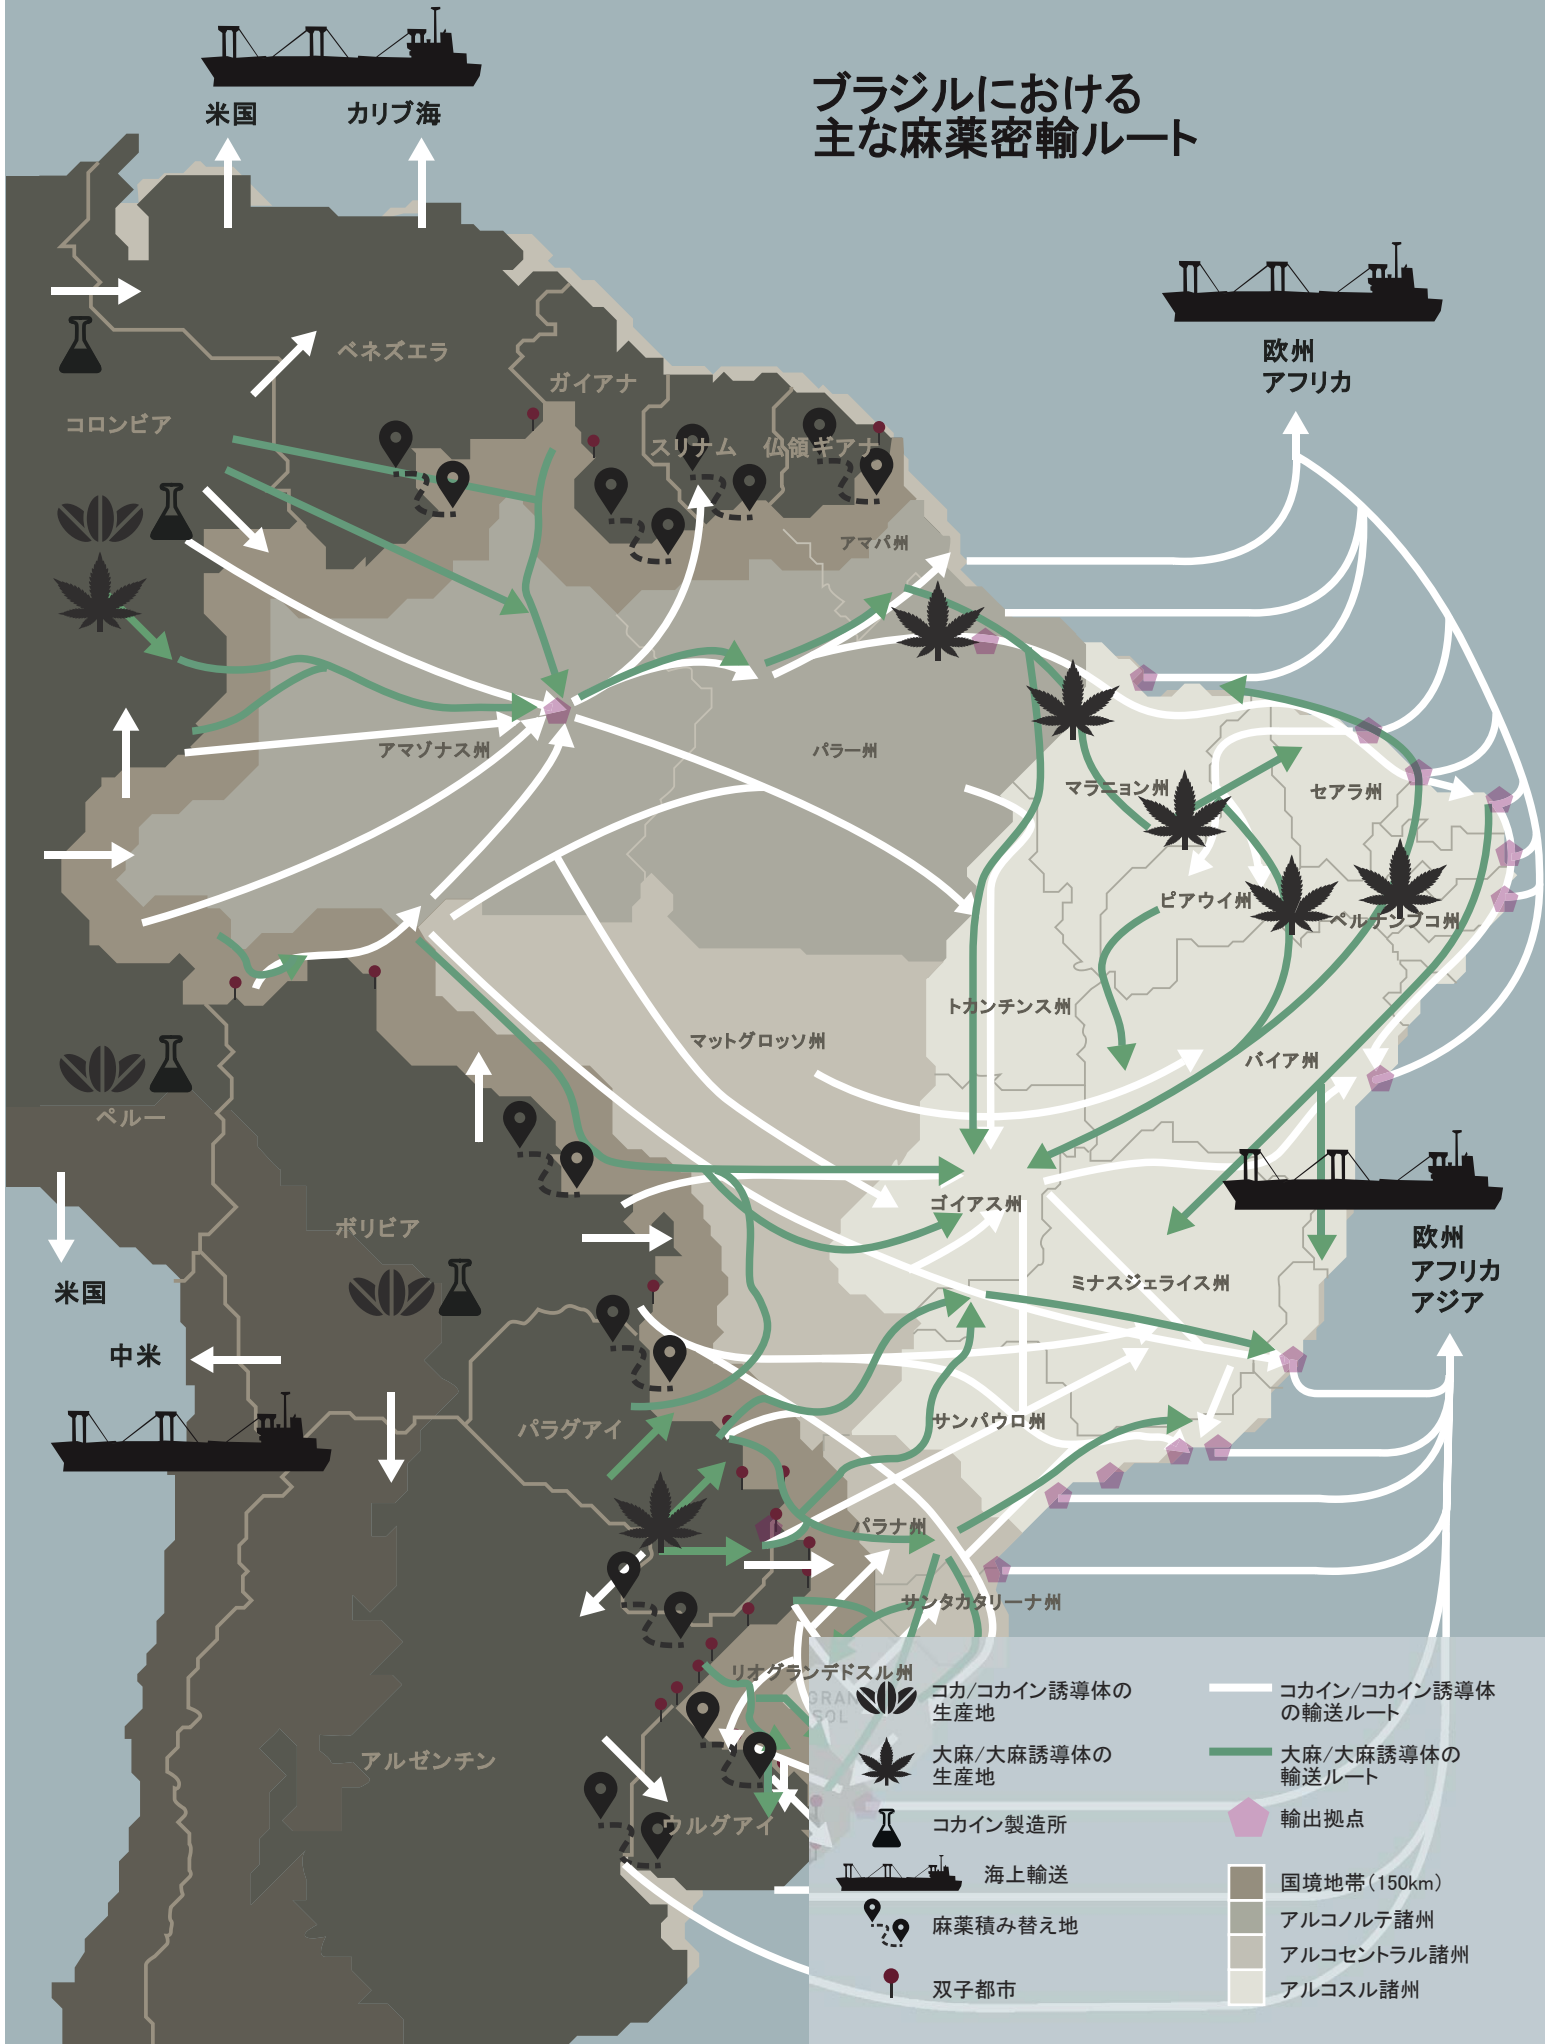 ブラジルにおける
主な麻薬密輸ルート
米国
カリブ海
欧州
アフリカ
ベネズエラ
ガイアナ
コロンビア
スリナム
仏領ギアナ
アマパ州
アマゾナス州
パラー州
マラニョン州
セアラ州
ピアウイ州
ペルナンブコ州
トカンチンス州
マットグロッソ州
バイア州
ペルー
ゴイアス州
ボリビア
欧州
アフリカ
アジア
米国
ミナスジェライス州
中米
パラグアイ
サンパウロ州
パラナ州
サンタカタリーナ州
リオグランデドスル州
GRAN
SOL
アルゼンチン
ウルグアイ
コカ/コカイン誘導体の
生産地
大麻/大麻誘導体の
生産地
コカイン製造所
海上輸送
麻薬積み替え地
双子都市
コカイン/コカイン誘導体
の輸送ルート
大麻/大麻誘導体の
輸送ルート
輸出拠点
国境地帯(150km)
アルコノルテ諸州
アルコセントラル諸州
アルコスル諸州